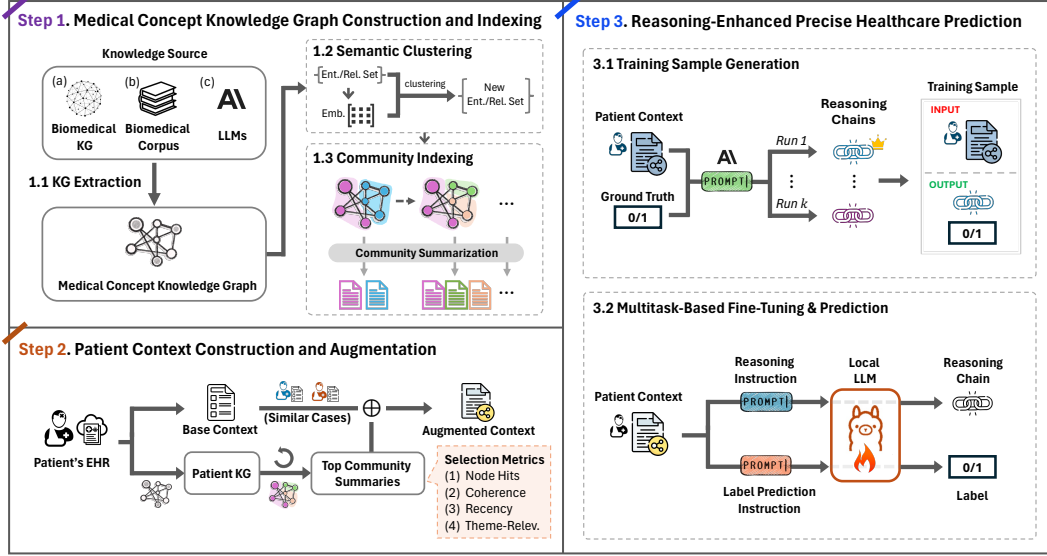 Step 1. Medical Concept Knowledge Graph Construction and Indexing
Knowledge Source
(a)
(b)
(c)
Biomedical
KG
Biomedical
Corpus
LLMs
1.1 KG Extraction
Medical Concept Knowledge Graph
1.2 Semantic Clustering
Ent./Rel. Set
Emb.
clustering
New
Ent./Rel. Set
1.3 Community Indexing
...
Community Summarization
...
Step 2. Patient Context Construction and Augmentation
Patient's EHR
Base Context
(Similar Cases)
Augmented Context
Patient KG
Top Community
Summaries
Selection Metrics
(1) Node Hits
(2) Coherence
(3) Recency
(4) Theme-Relev.
Step 3. Reasoning-Enhanced Precise Healthcare Prediction
3.1 Training Sample Generation
Patient Context
Ground Truth
0/1
A\
PROMPT|
Run 1
⋮
Run k
Reasoning
Chains
⋮
Training Sample
INPUT
OUTPUT
0/1
3.2 Multitask-Based Fine-Tuning & Prediction
Patient Context
Reasoning
Instruction
PROMPT|
PROMPT|
Label Prediction
Instruction
Local
LLM
Reasoning
Chain
0/1
Label